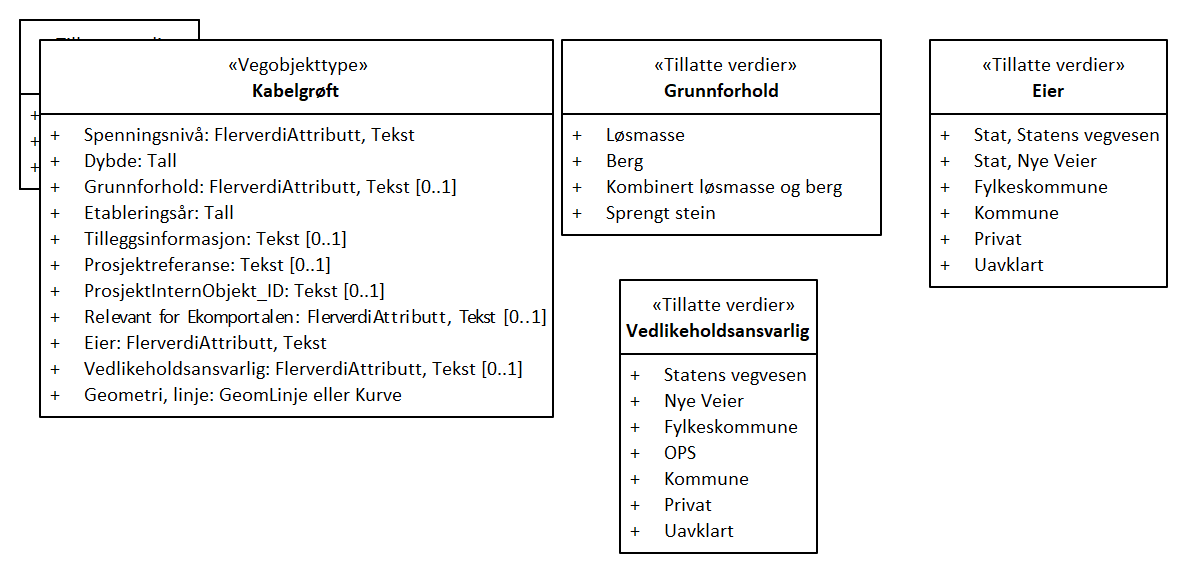 «Vegobjekttype»
Kabelgrøft
+ Spenningsnivå: FlerverdiAttributt, Tekst
+ Dybde: Tall
+ Grunnforhold: FlerverdiAttributt, Tekst [0..1]
+ Etableringsår: Tall
+ Tilleggsinformasjon: Tekst [0..1]
+ Prosjektreferanse: Tekst [0..1]
+ ProsjektInternObjekt_ID: Tekst [0..1]
+ Relevant for Ekomportalen: FlerverdiAttributt, Tekst [0..1]
+ Eier: FlerverdiAttributt, Tekst
+ Vedlikeholdsansvarlig: FlerverdiAttributt, Tekst [0..1]
+ Geometri, linje: GeomLinje eller Kurve
«Tillatte verdier»
Grunnforhold
+ Løsmasse
+ Berg
+ Kombinert løsmasse og berg
+ Sprengt stein
«Tillatte verdier»
Eier
+ Stat, Statens vegvesen
+ Stat, Nye Veier
+ Fylkeskommune
+ Kommune
+ Privat
+ Uavklart
«Tillatte verdier»
Vedlikeholdsansvarlig
+ Statens vegvesen
+ Nye Veier
+ Fylkeskommune
+ OPS
+ Kommune
+ Privat
+ Uavklart